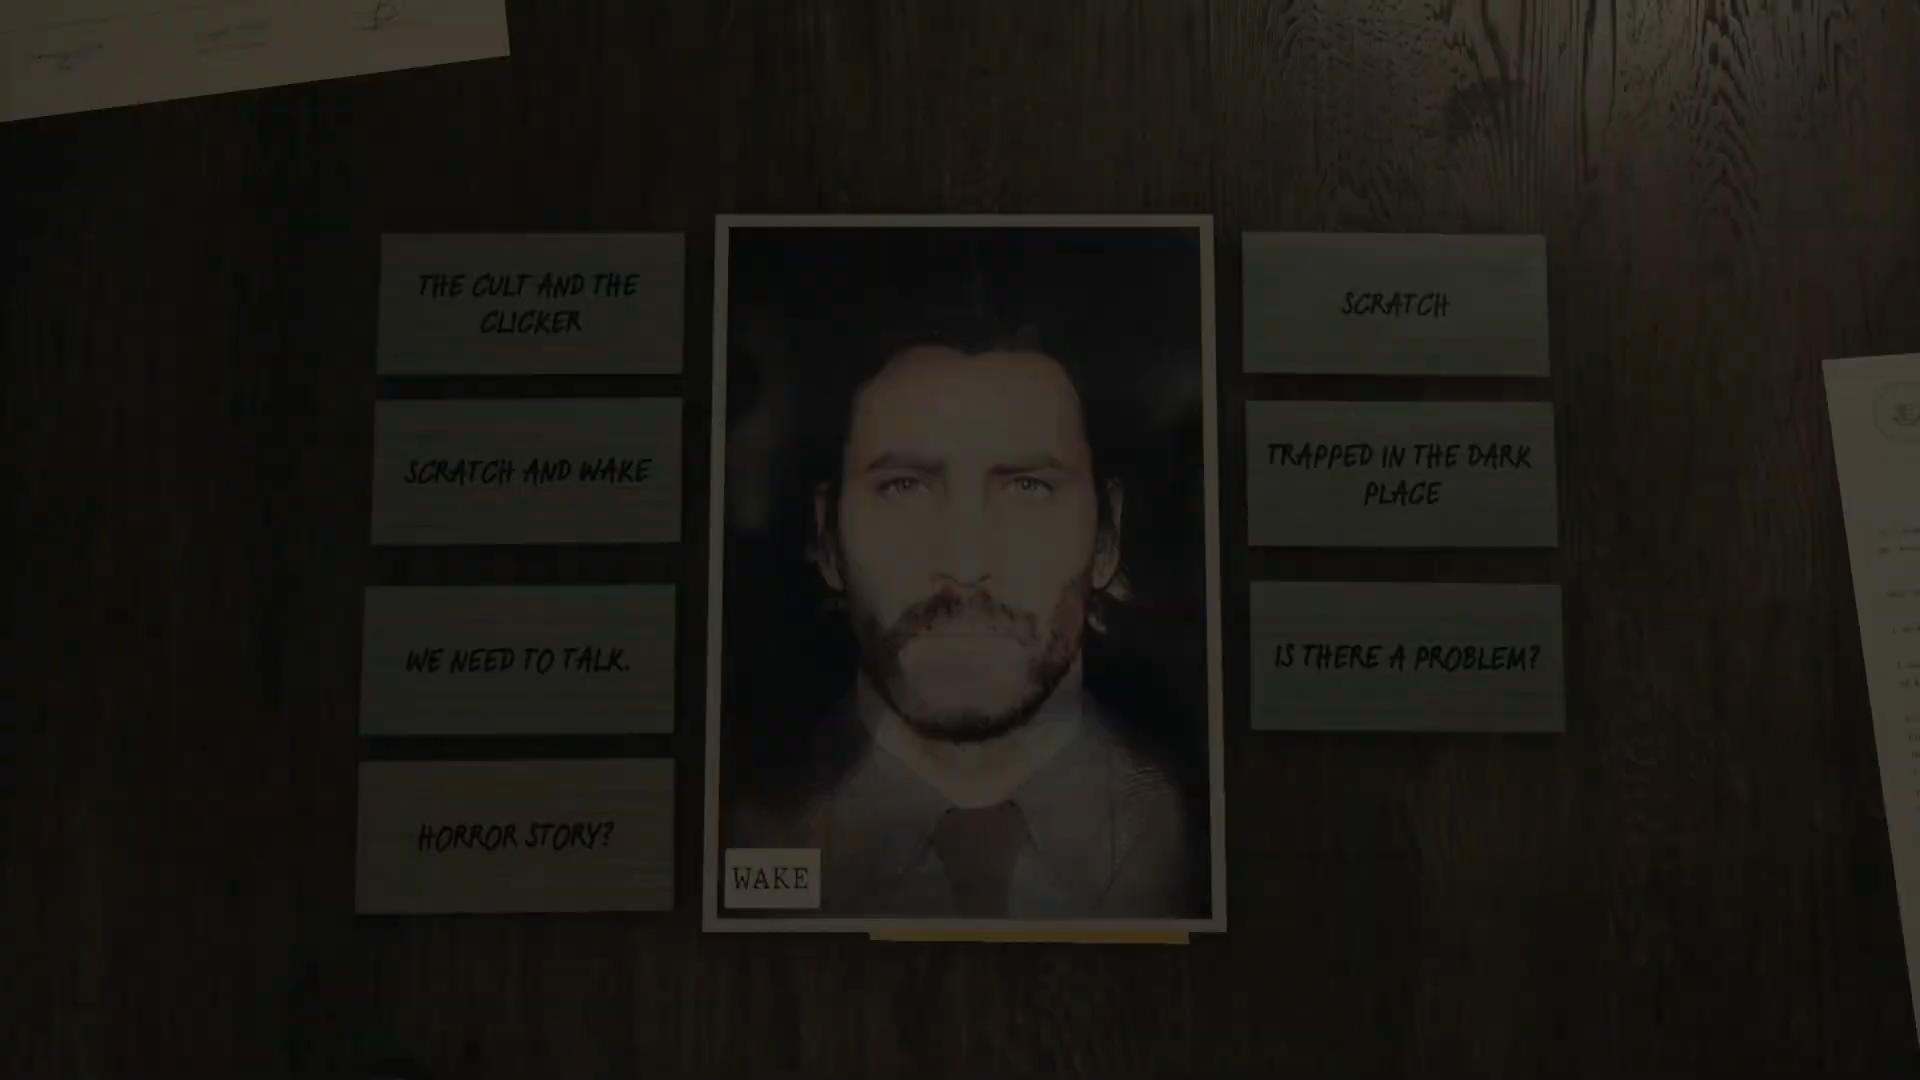 THE CULT AND THE
CLICKER
SCRATCH AND WAKE
WE NEED TO TALK.
HORROR STORY?
WAKE
SCRATCH
TRAPPED IN THE DARK
PLACE
IS THERE A PROBLEM?